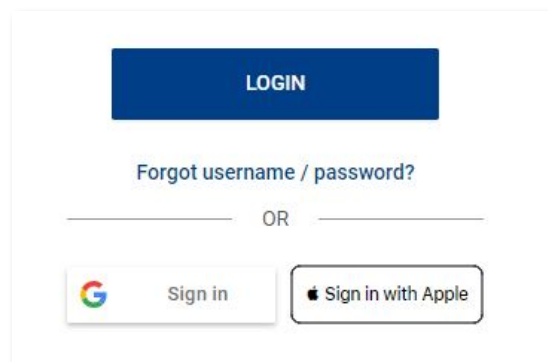 LOGIN
Forgot username / password?
OR
Sign in
Sign in with Apple